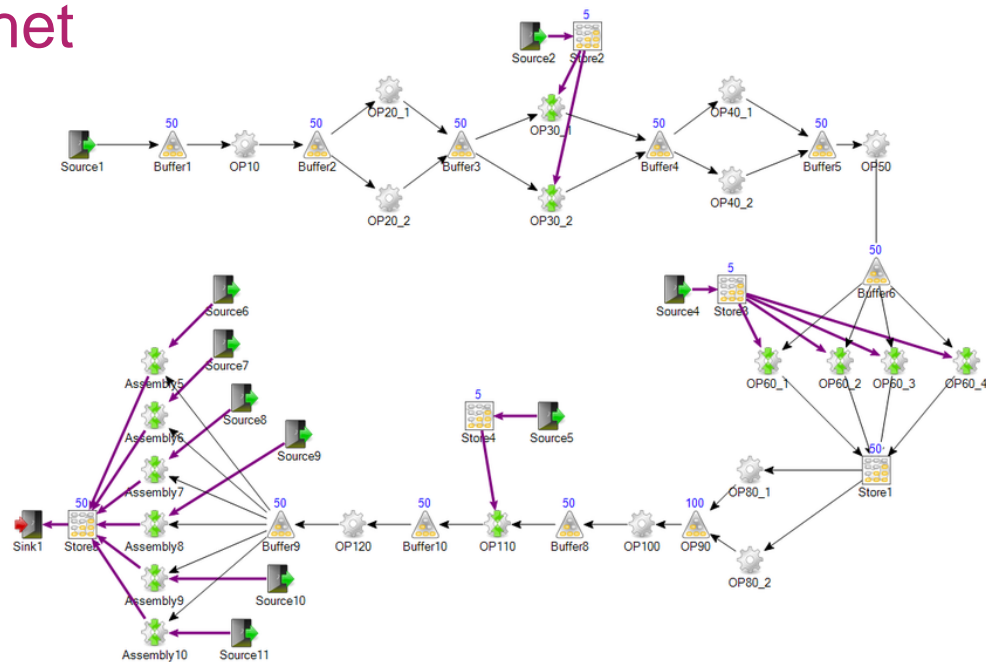 net
5
Source2
Store2
50
Source1
Buffer1
OP10
50
Buffer2
OP20_1
OP20_2
50
Buffer3
OP30_1
OP30_2
50
Buffer4
OP40_1
OP40_2
50
Buffer5
OP50
50
Buffer6
Source4
5
Store3
OP60_1
OP60_2
OP60_3
OP60_4
50
Store1
OP80_1
OP80_2
100
OP90
OP100
50
Buffer8
OP110
5
Store4
Source5
50
Buffer10
OP120
50
Buffer9
Source6
Source7
Source8
Source9
Source10
Source11
Assembly5
Assembly6
Assembly7
Assembly8
Assembly9
Assembly10
50
Sink1